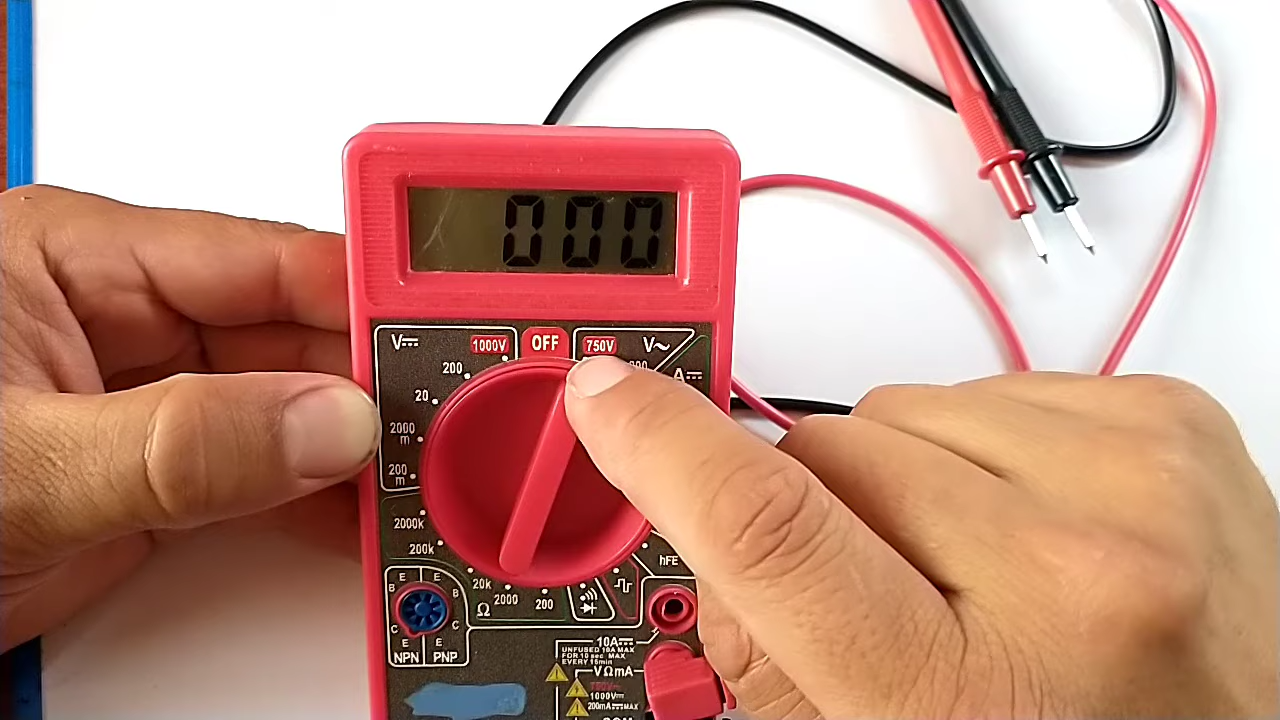 000
V⎓ 1000V OFF 750V V~
200 A⎓
20
2000
m
200
m
2000k
200k hFE
20k
2000
200
Ω
E E
B B
C C
E E
NPN PNP
10A⎓
UNFUSED 10A MAX
FOR 10 sec MAX
EVERY 15min
VΩmA
1000V⎓
200mA⎓MAX